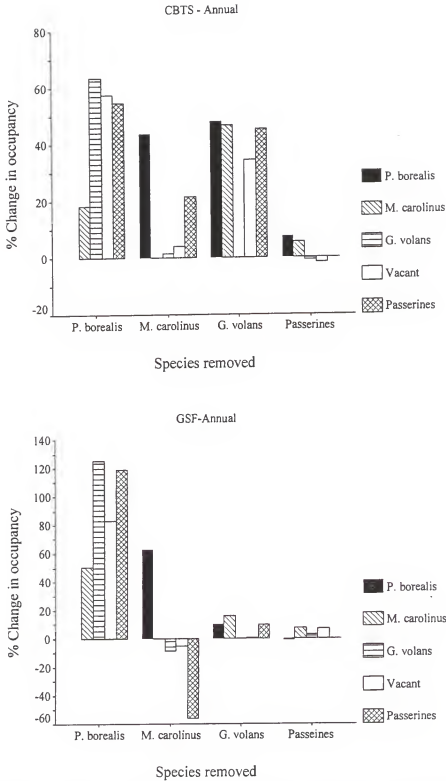 CBTS - Annual
80
60
40
20
0
-20
% Change in occupancy
P. borealis
M. carolinus
G. volans
Passerines
Species removed
P. borealis
M. carolinus
G. volans
Vacant
Passerines
GSF-Annual
140
120
100
80
60
40
20
0
-20
-40
-60
% Change in occupancy
P. borealis
M. carolinus
G. volans
Passeines
Species removed
P. borealis
M. carolinus
G. volans
Vacant
Passerines